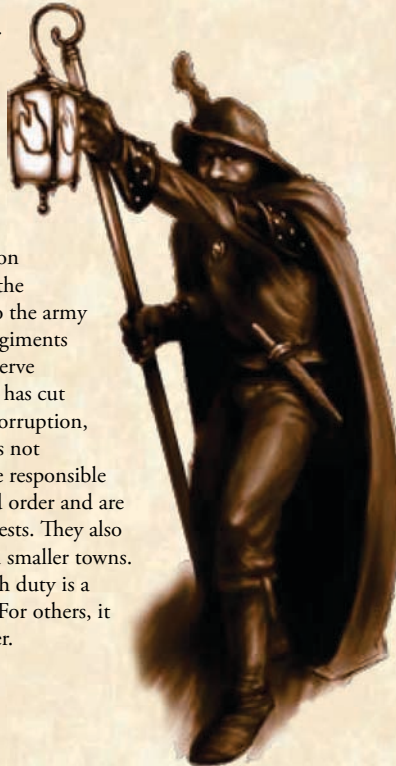 on
the
o the army
giments
erve
has cut
orruption,
s not
e responsible
d order and are
ests. They also
smaller towns.
h duty is a
For others, it
er.